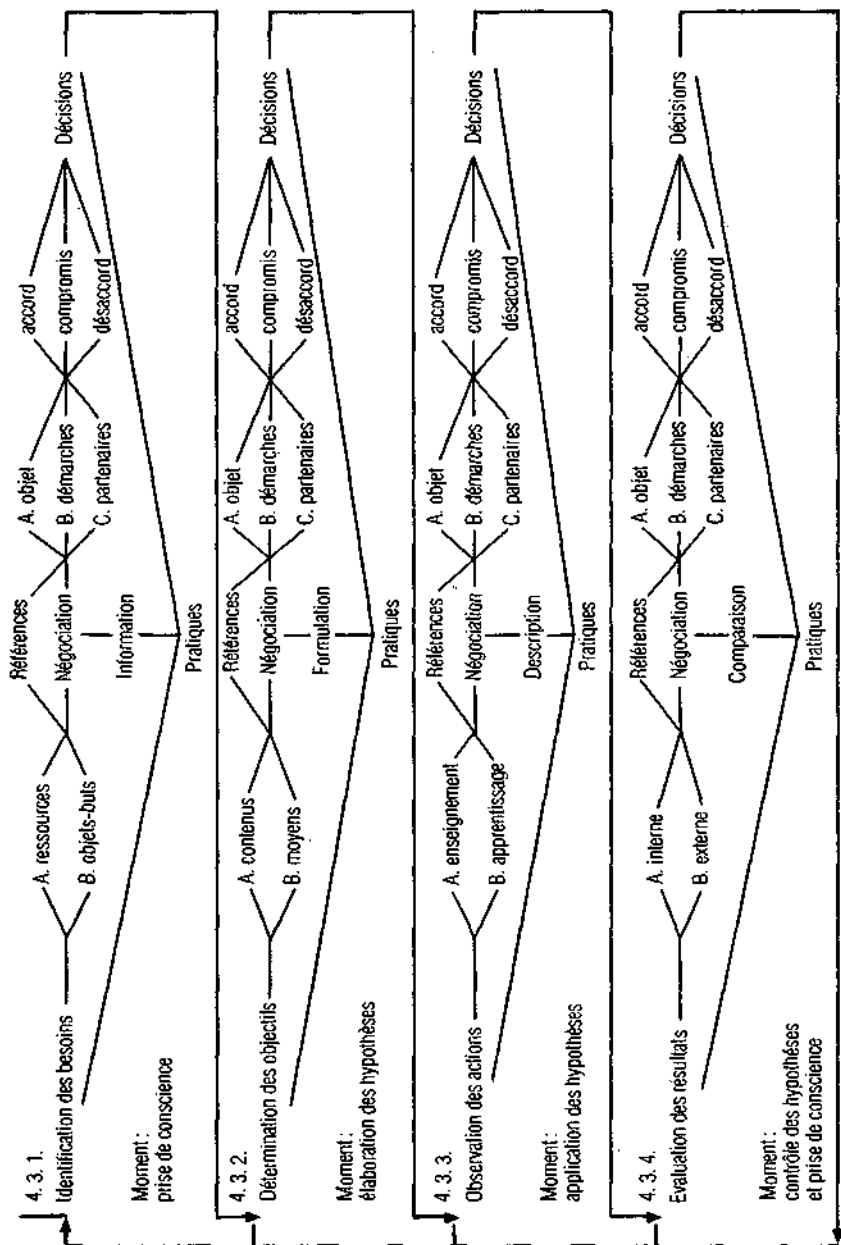 4. 3. 1.
Identification des besoins
A. ressources
B. objets-buts
Références
Négociation
Information
A. objet
B. démarches
C. partenaires
accord
compromis
désaccord
Décisions
Pratiques
Moment :
prise de conscience
4. 3. 2.
Détermination des objectifs
A. contenus
B. moyens
Références
Négociation
Formulation
A. objet
B. démarches
C. partenaires
accord
compromis
désaccord
Décisions
Pratiques
Moment :
élaboration des hypothèses
4. 3. 3.
Observation des actions
A. enseignement
B. apprentissage
Références
Négociation
Description
A. objet
B. démarches
C. partenaires
accord
compromis
désaccord
Décisions
Pratiques
Moment :
application des hypothèses
4. 3. 4.
Evaluation des résultats
A. interne
B. externe
Références
Négociation
Comparaison
A. objet
B. démarches
C. partenaires
accord
compromis
désaccord
Décisions
Pratiques
Moment :
contrôle des hypothèses
et prise de conscience